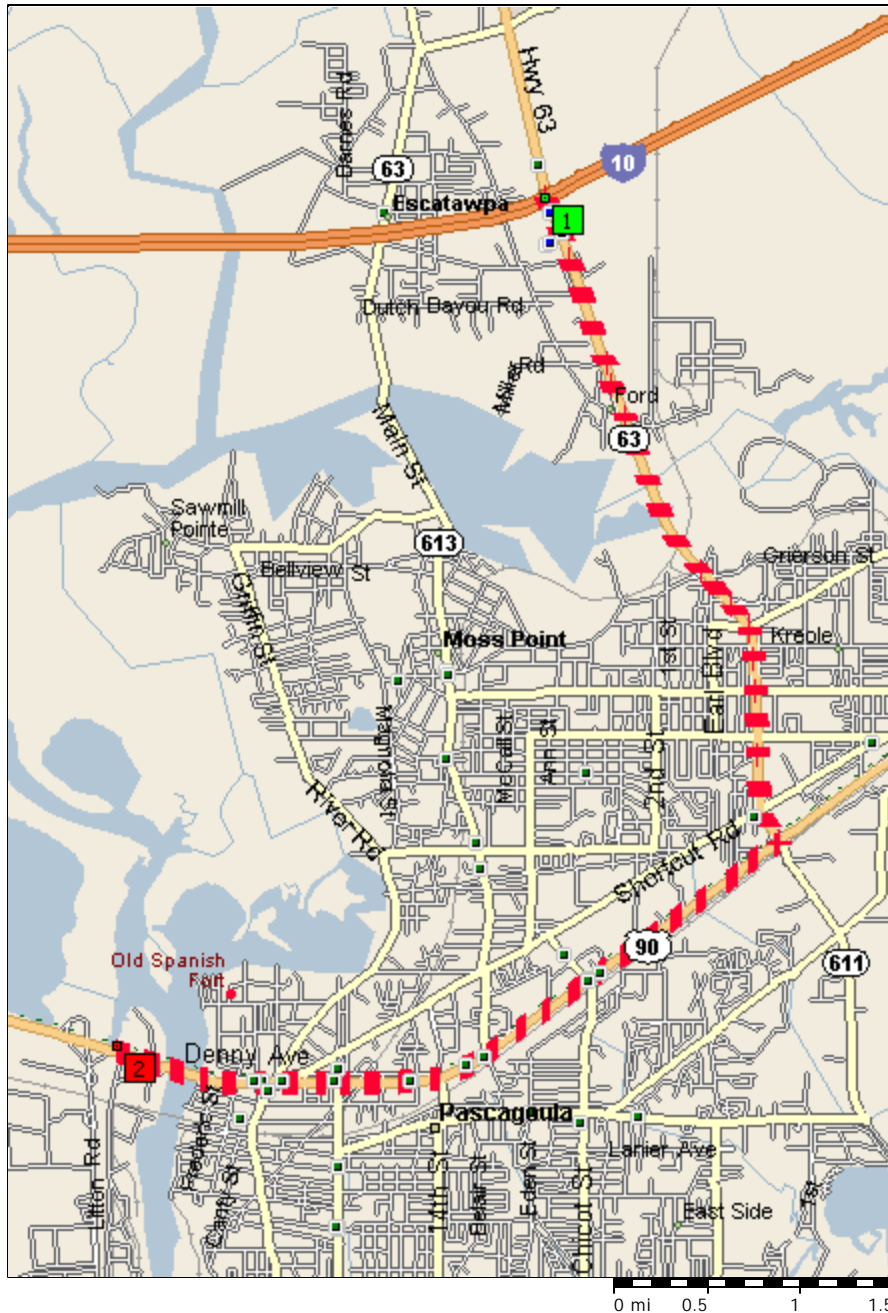 Hwy 63
Barnes Rd
10
63
Escatawpa
1
Dutch Bayou Rd
Miller Rd
Ford
Main St
63
Sawmill
Pointe
613
Grierson St
Bellview St
Griffin St
1st St
Earl Blvd
Kreole
Moss Point
Magnolia St
McCall St
Ann St
2nd St
River Rd
Shortcut Rd
90
611
Old Spanish
Fort
Denny Ave
2
Frederic St
Pascagoula
Litton Rd
Canty St
14th St
Belair St
Eden St
Chicot St
Lanier Ave
East Side
1st
0 mi 0.5 1 1.5